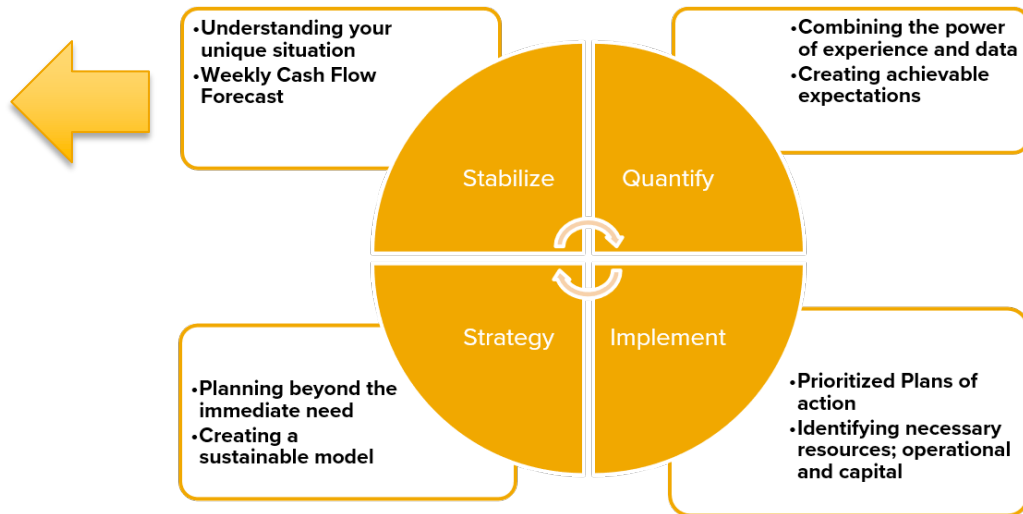 •Understanding your
unique situation
•Weekly Cash Flow
Forecast
•Combining the power
of experience and data
•Creating achievable
expectations
Stabilize
Quantify
Strategy
Implement
•Planning beyond the
immediate need
•Creating a
sustainable model
•Prioritized Plans of
action
•Identifying necessary
resources; operational
and capital